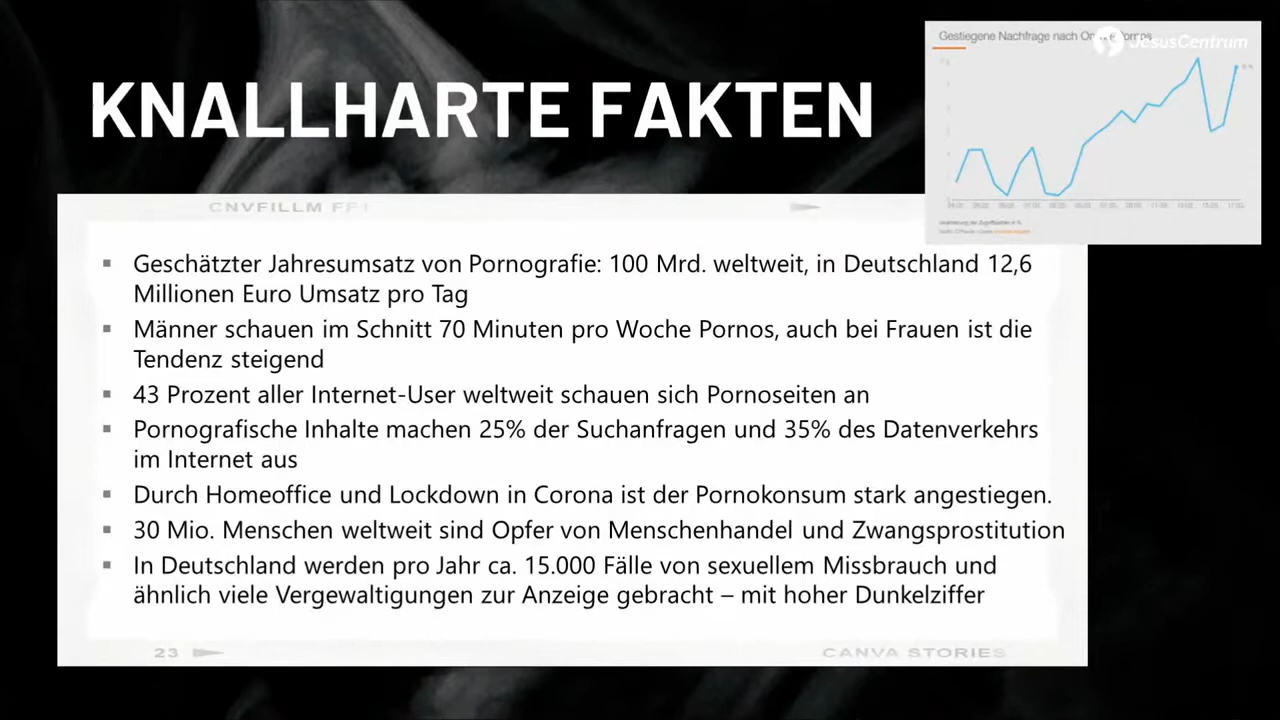 KNALLHARTE FAKTEN
Gestiegene Nachfrage nach
JesusCentrum
Geschätzter Jahresumsatz von Pornografie: 100 Mrd. weltweit, in Deutschland 12,6
Millionen Euro Umsatz pro Tag
Männer schauen im Schnitt 70 Minuten pro Woche Pornos, auch bei Frauen ist die
Tendenz steigend
43 Prozent aller Internet-User weltweit schauen sich Pornoseiten an
Pornografische Inhalte machen 25% der Suchanfragen und 35% des Datenverkehrs
im Internet aus
Durch Homeoffice und Lockdown in Corona ist der Pornokonsum stark angestiegen.
30 Mio. Menschen weltweit sind Opfer von Menschenhandel und Zwangsprostitution
In Deutschland werden pro Jahr ca. 15.000 Fälle von sexuellem Missbrauch und
ähnlich viele Vergewaltigungen zur Anzeige gebracht – mit hoher Dunkelziffer
23
CANVA STORIES